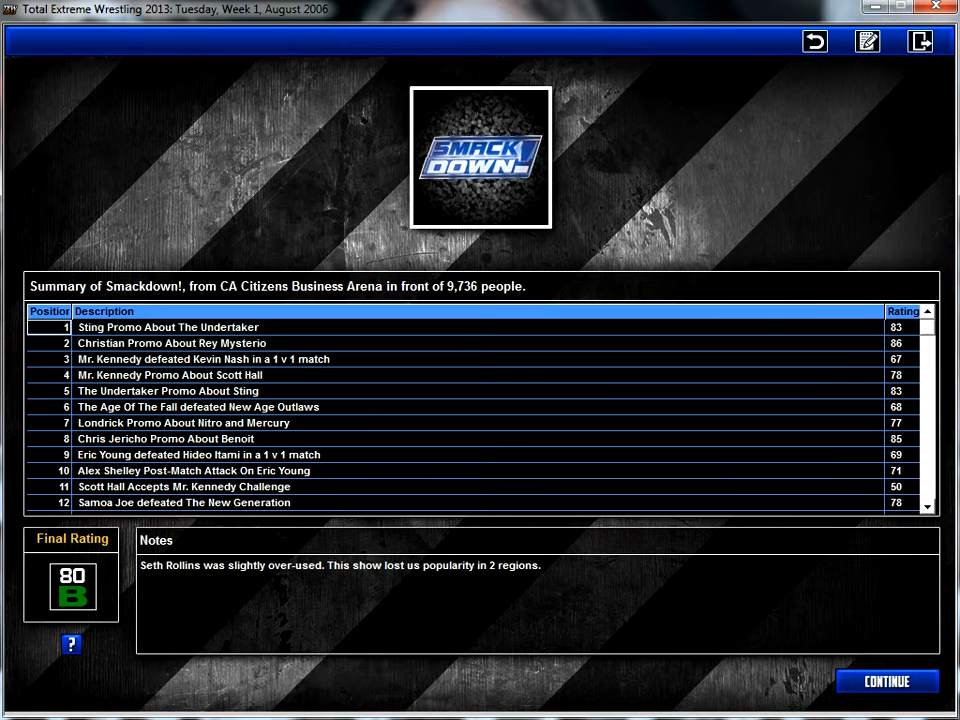 Total Extreme Wrestling 2013: Tuesday, Week 1, August 2006
SMACK
DOWN!
Summary of Smackdown!, from CA Citizens Business Arena in front of 9,736 people.
Position Description Rating
1 Sting Promo About The Undertaker 83
2 Christian Promo About Rey Mysterio 86
3 Mr. Kennedy defeated Kevin Nash in a 1 v 1 match 67
4 Mr. Kennedy Promo About Scott Hall 78
5 The Undertaker Promo About Sting 83
6 The Age Of The Fall defeated New Age Outlaws 68
7 Londrick Promo About Nitro and Mercury 77
8 Chris Jericho Promo About Benoit 85
9 Eric Young defeated Hideo Itami in a 1 v 1 match 69
10 Alex Shelley Post-Match Attack On Eric Young 71
11 Scott Hall Accepts Mr. Kennedy Challenge 50
12 Samoa Joe defeated The New Generation 78
Final Rating
80
B
?
Notes
Seth Rollins was slightly over-used. This show lost us popularity in 2 regions.
CONTINUE